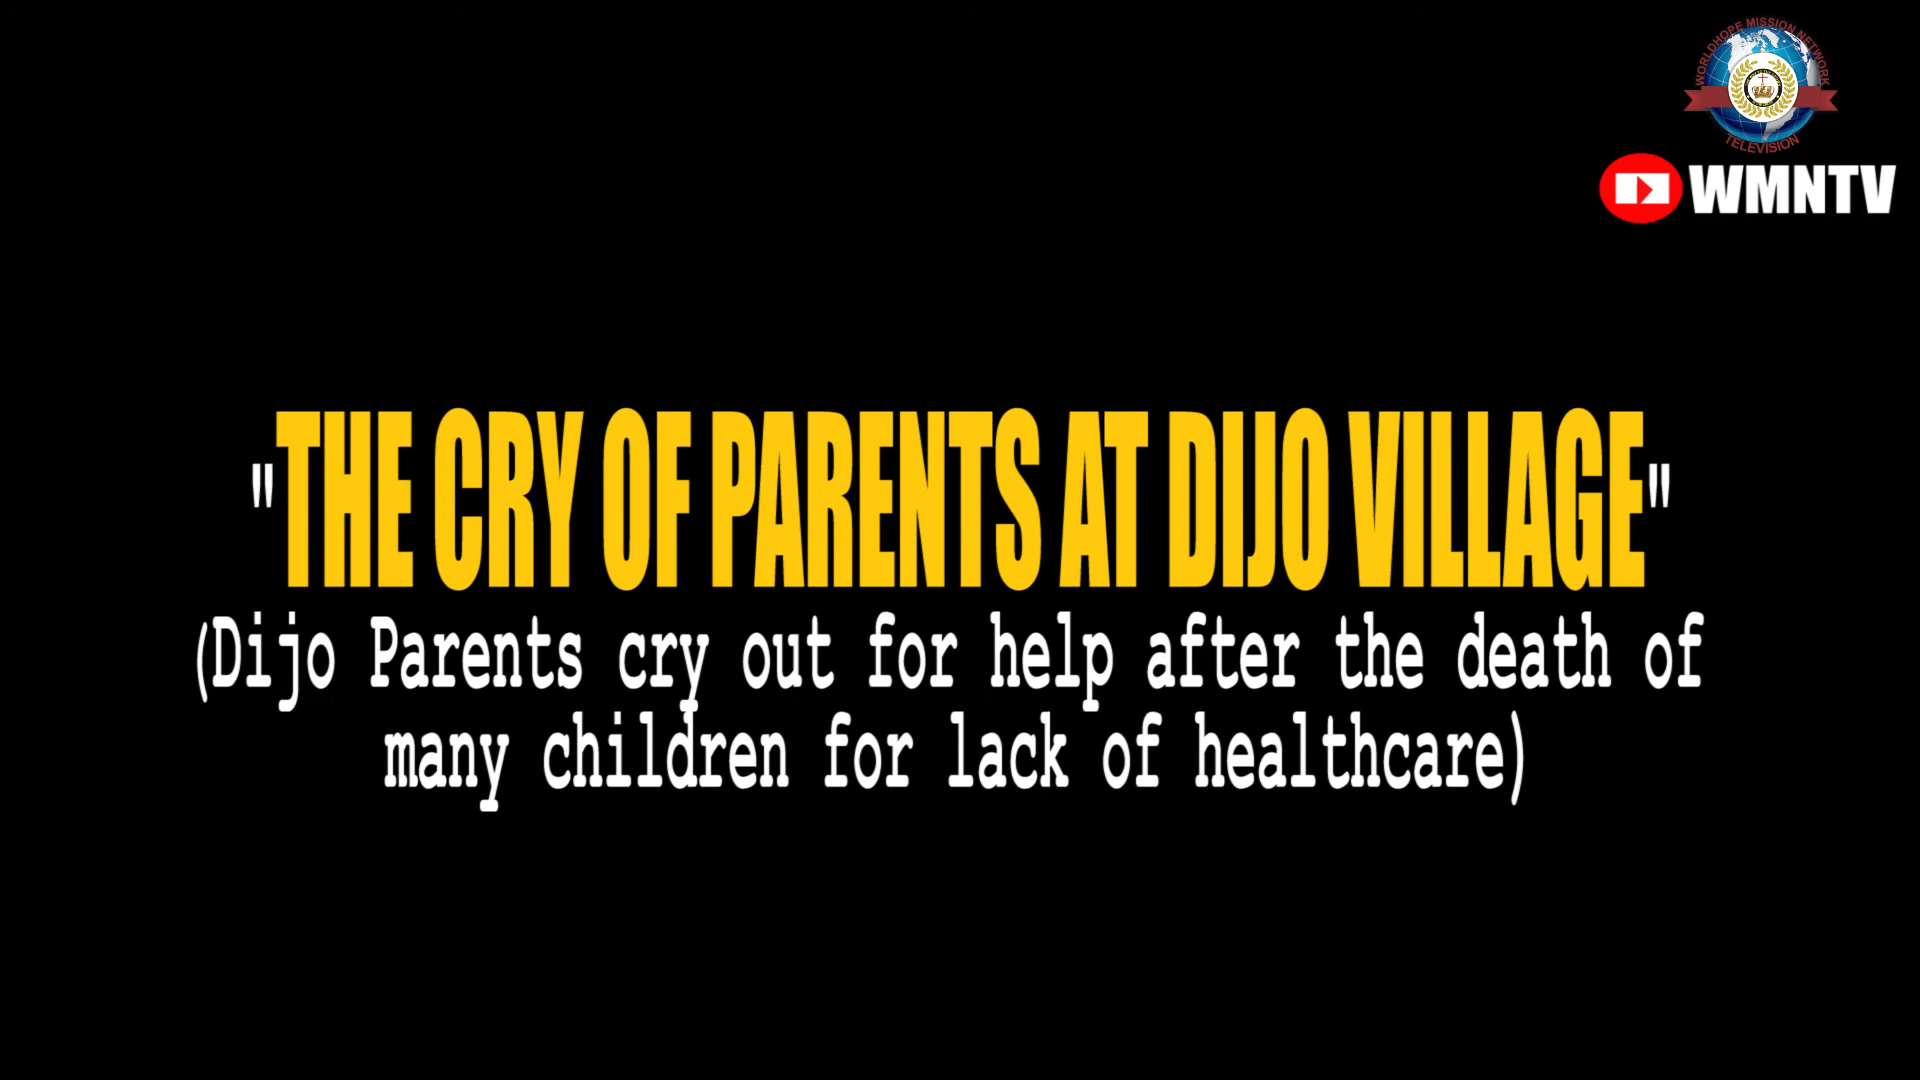 WORLDHOPE MISSION NETWORK
TELEVISION
WMNTV
"THE CRY OF PARENTS AT DIJO VILLAGE"
(Dijo Parents cry out for help after the death of
many children for lack of healthcare)